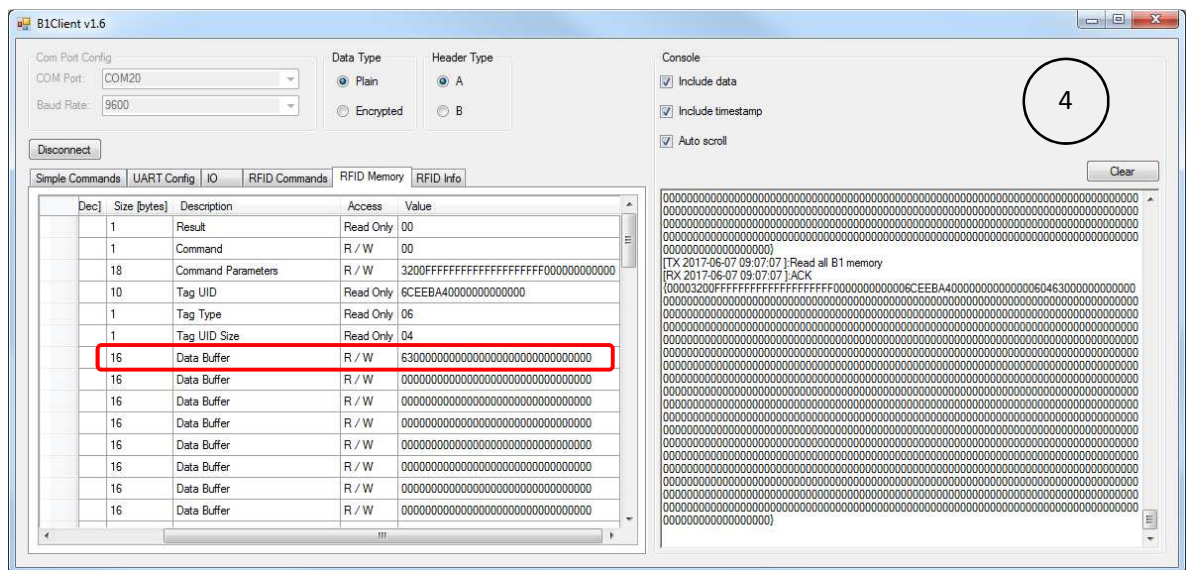 B1Client v1.6
Com Port Config
COM Port: COM20
Baud Rate: 9600
Data Type
Plain
Encrypted
Header Type
A
B
Disconnect
Simple Commands UART Config IO RFID Commands RFID Memory RFID Info
Dec] Size [bytes] Description Access Value
1 Result Read Only 00
1 Command R / W 00
18 Command Parameters R / W 3200FFFFFFFFFFFFFFFFFFFF000000000000
10 Tag UID Read Only 6CEEBA40000000000000
1 Tag Type Read Only 06
1 Tag UID Size Read Only 04
16 Data Buffer R / W 63000000000000000000000000000000
16 Data Buffer R / W 00000000000000000000000000000000
16 Data Buffer R / W 00000000000000000000000000000000
16 Data Buffer R / W 00000000000000000000000000000000
16 Data Buffer R / W 00000000000000000000000000000000
16 Data Buffer R / W 00000000000000000000000000000000
16 Data Buffer R / W 00000000000000000000000000000000
16 Data Buffer R / W 00000000000000000000000000000000
Console
Include data
Include timestamp
Auto scroll
4
Clear
[TX 2017-06-07 09:07:07 ]:Read all B1 memory
[RX 2017-06-07 09:07:07 ]:ACK
{00003200FFFFFFFFFFFFFFFFFFFF0000000000006CEEBA40000000000000060463000000000000